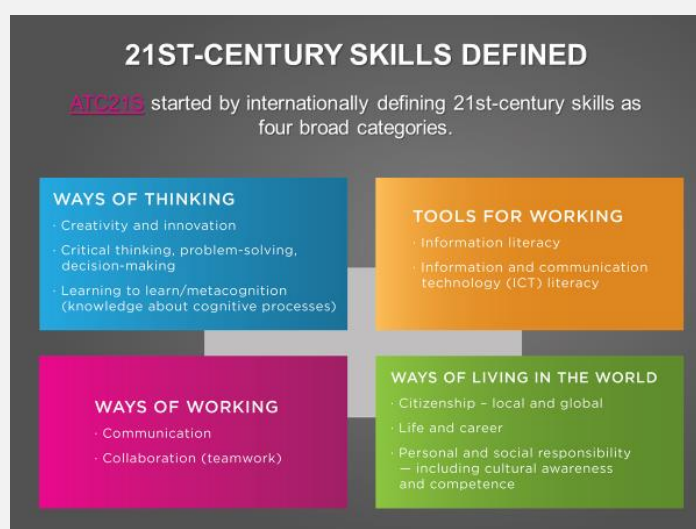 21ST-CENTURY SKILLS DEFINED
ATC21S started by internationally defining 21st-century skills as
four broad categories.
WAYS OF THINKING
· Creativity and innovation
· Critical thinking, problem-solving,
decision-making
· Learning to learn/metacognition
(knowledge about cognitive processes)
TOOLS FOR WORKING
· Information literacy
· Information and communication
technology (ICT) literacy
WAYS OF WORKING
· Communication
· Collaboration (teamwork)
WAYS OF LIVING IN THE WORLD
· Citizenship – local and global
· Life and career
· Personal and social responsibility
— including cultural awareness
and competence